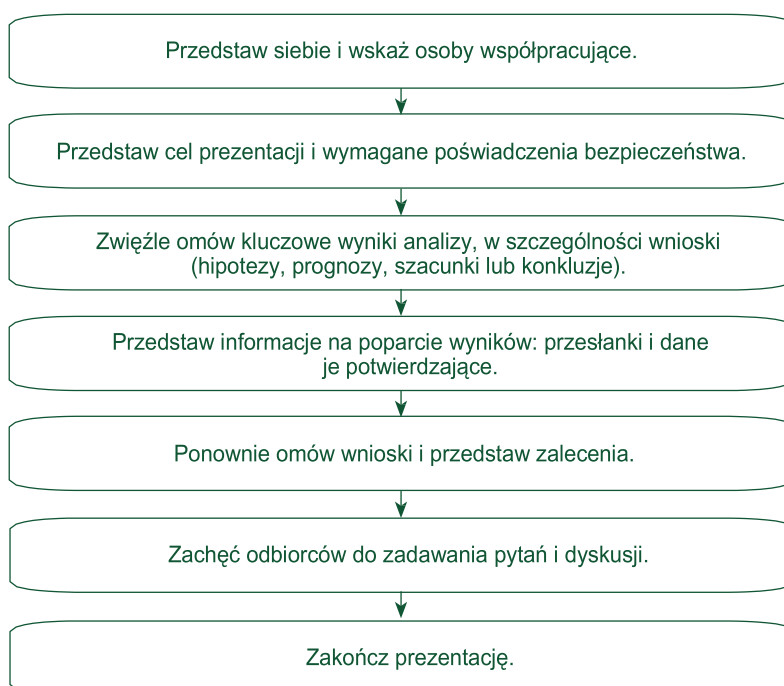 Przedstaw siebie i wskaż osoby współpracujące.
Przedstaw cel prezentacji i wymagane poświadczenia bezpieczeństwa.
Zwięźle omów kluczowe wyniki analizy, w szczególności wnioski
(hipotezy, prognozy, szacunki lub konkluzje).
Przedstaw informacje na poparcie wyników: przesłanki i dane
je potwierdzające.
Ponownie omów wnioski i przedstaw zalecenia.
Zachęć odbiorców do zadawania pytań i dyskusji.
Zakończ prezentację.